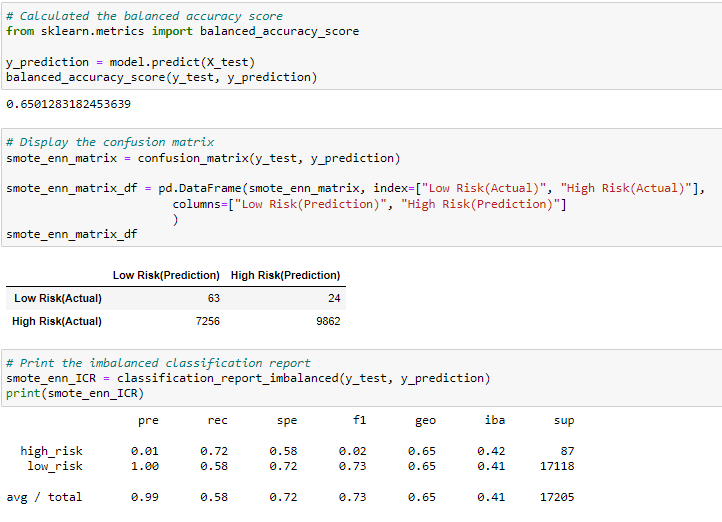 # Calculated the balanced accuracy score
from sklearn.metrics import balanced_accuracy_score
y_prediction = model.predict(X_test)
balanced_accuracy_score(y_test, y_prediction)
0.6501283182453639
# Display the confusion matrix
smote_enn_matrix = confusion_matrix(y_test, y_prediction)
smote_enn_matrix_df = pd.DataFrame(smote_enn_matrix, index=["Low Risk(Actual)", "High Risk(Actual)"],
columns=["Low Risk(Prediction)", "High Risk(Prediction)"]
)
smote_enn_matrix_df
Low Risk(Prediction) High Risk(Prediction)
Low Risk(Actual) 63 24
High Risk(Actual) 7256 9862
# Print the imbalanced classification report
smote_enn_ICR = classification_report_imbalanced(y_test, y_prediction)
print(smote_enn_ICR)
pre rec spe f1 geo iba sup
high_risk 0.01 0.72 0.58 0.02 0.65 0.42 87
low_risk 1.00 0.58 0.72 0.73 0.65 0.41 17118
avg / total 0.99 0.58 0.72 0.73 0.65 0.41 17205